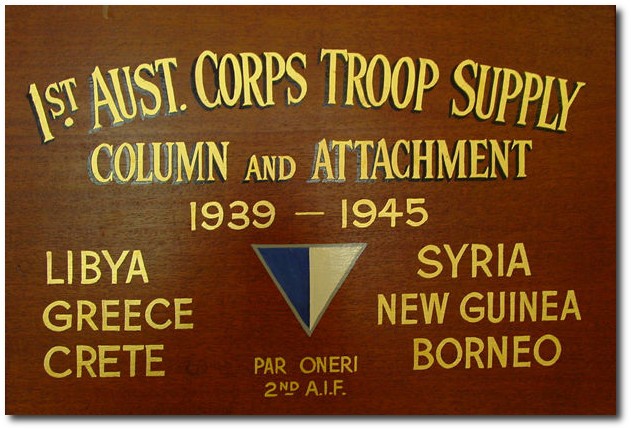 1ST. AUST. CORPS TROOP SUPPLY
COLUMN AND ATTACHMENT
1939 — 1945
LIBYA
GREECE
CRETE
SYRIA
NEW GUINEA
BORNEO
PAR ONERI
2ND A.I.F.